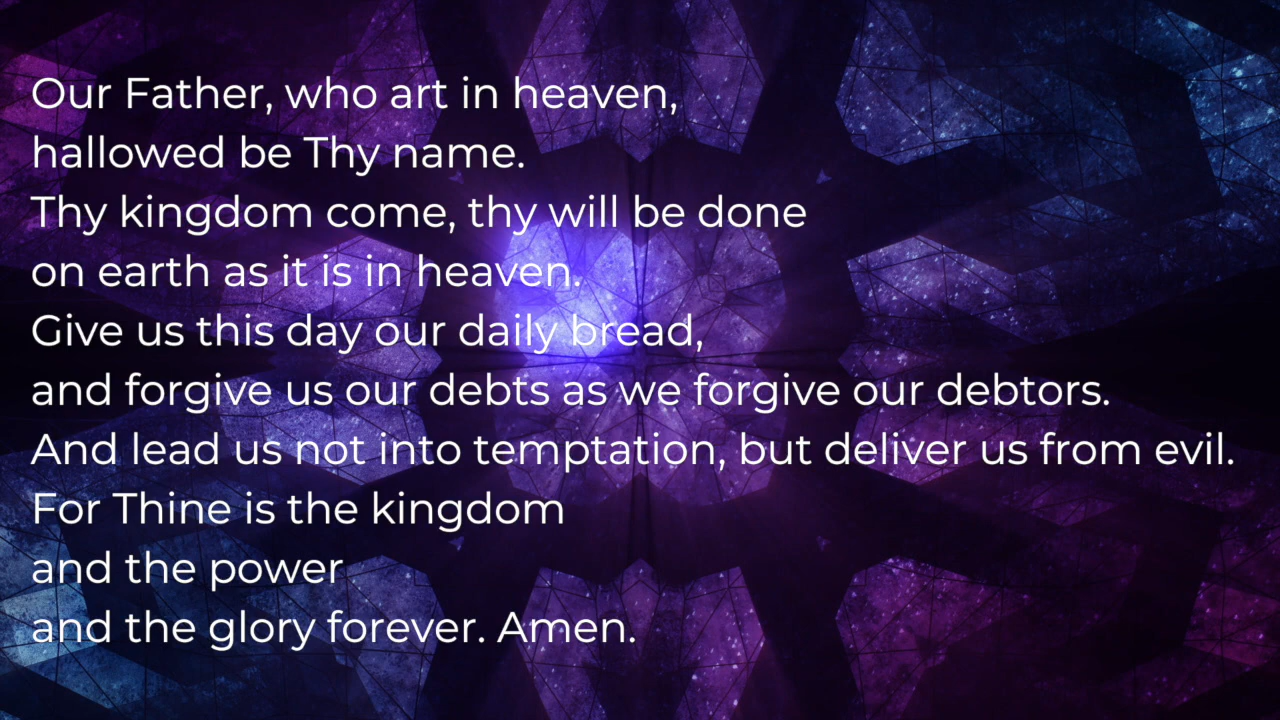 Our Father, who art in heaven,
hallowed be Thy name.
Thy kingdom come, thy will be done
on earth as it is in heaven.
Give us this day our daily bread,
and forgive us our debts as we forgive our debtors.
And lead us not into temptation, but deliver us from evil.
For Thine is the kingdom
and the power
and the glory forever. Amen.